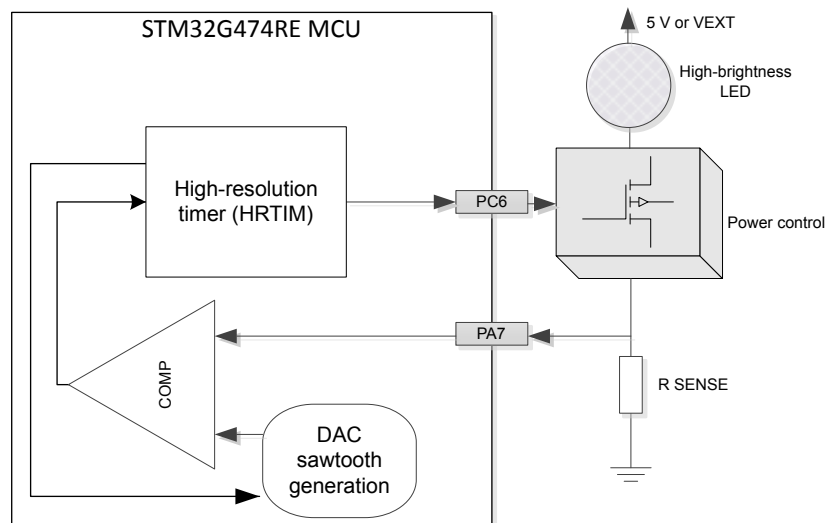 STM32G474RE MCU
5 V or VEXT
High-brightness
LED
High-resolution
timer (HRTIM)
PC6
Power control
PA7
COMP
R SENSE
DAC
sawtooth
generation